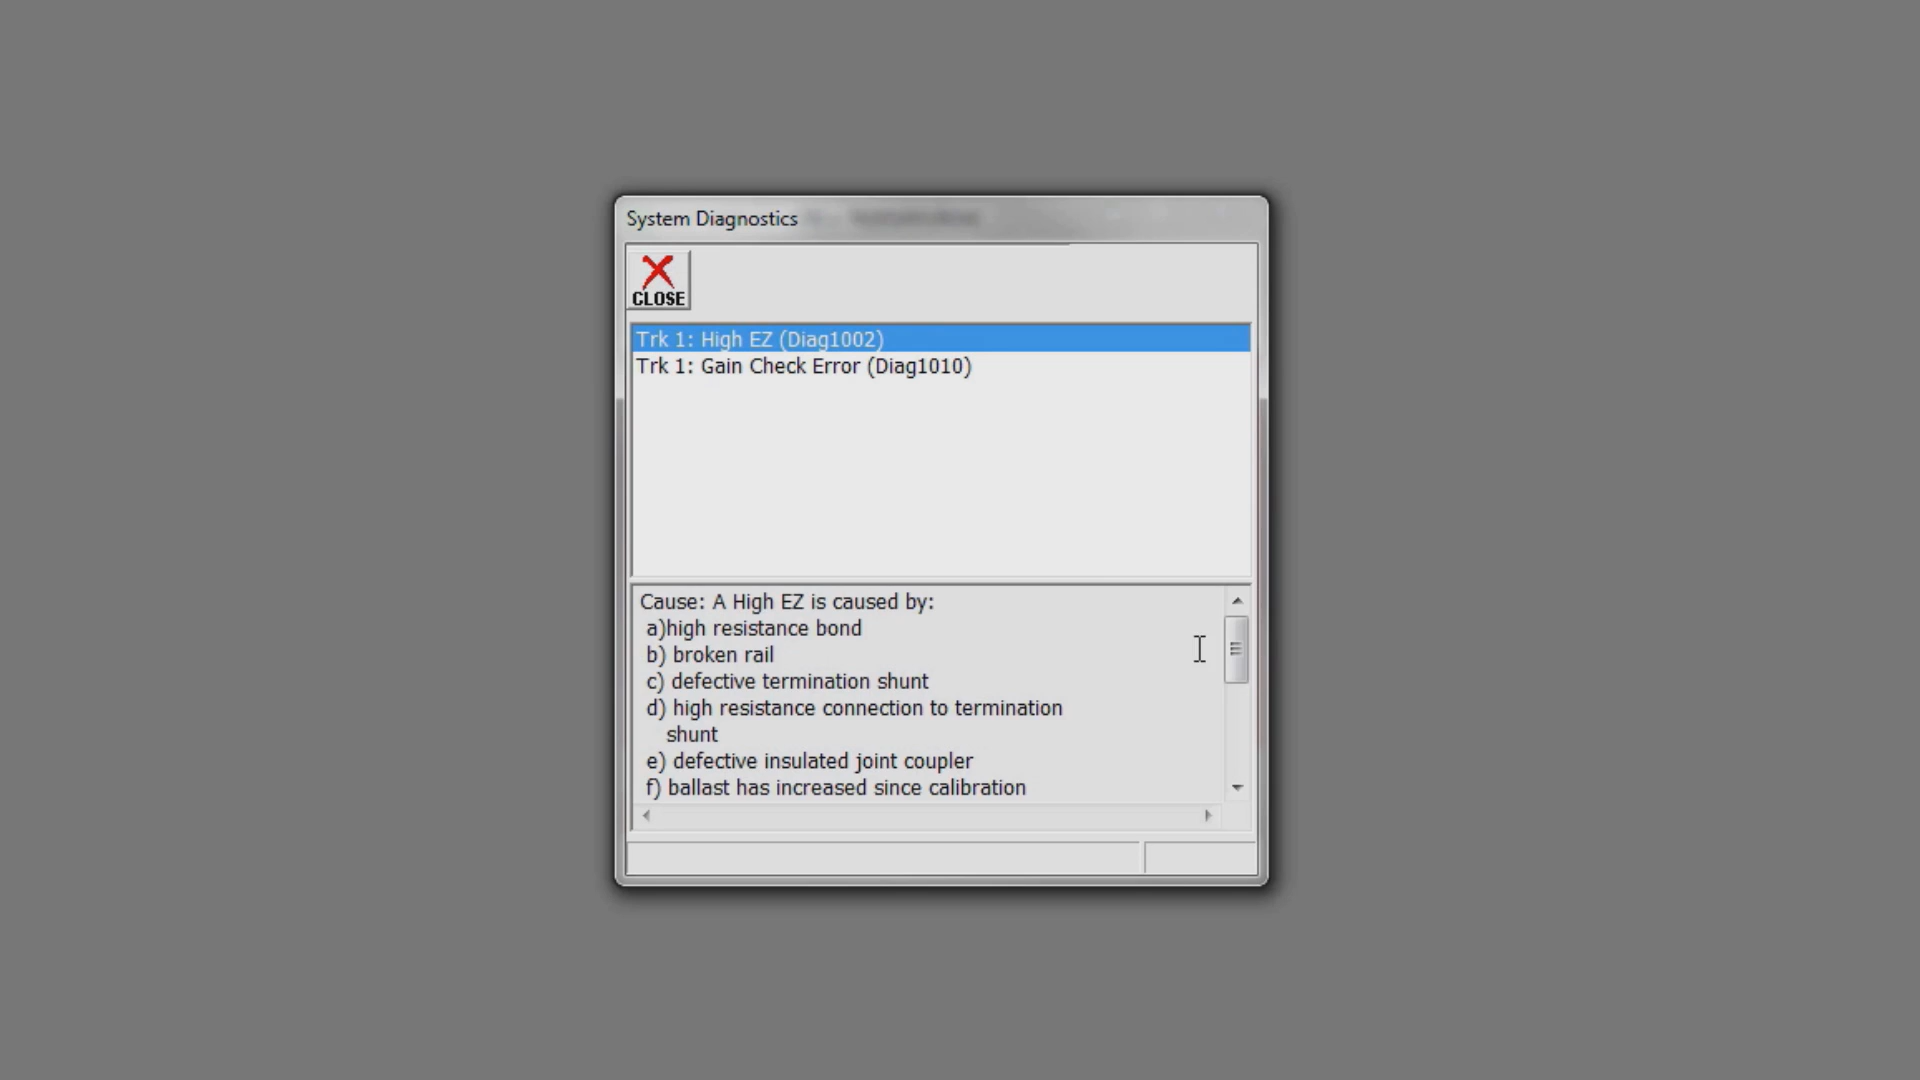 System Diagnostics
CLOSE
Trk 1: High EZ (Diag1002)
Trk 1: Gain Check Error (Diag1010)
Cause: A High EZ is caused by:
a)high resistance bond
b) broken rail
c) defective termination shunt
d) high resistance connection to termination
shunt
e) defective insulated joint coupler
f) ballast has increased since calibration